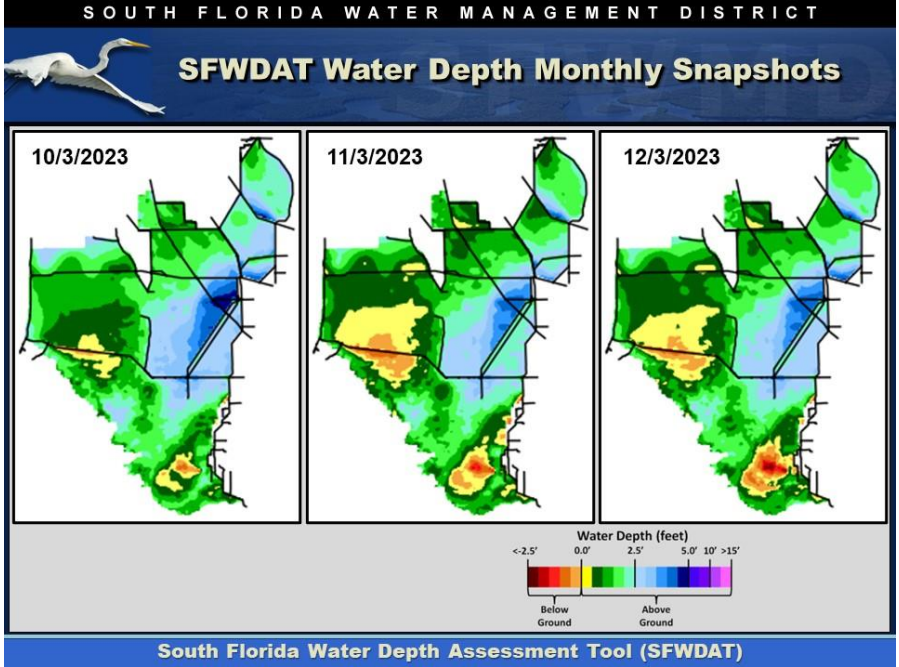 SOUTH FLORIDA WATER MANAGEMENT DISTRICT
SFWDAT Water Depth Monthly Snapshots
SFWMD
10/3/2023
11/3/2023
12/3/2023
Water Depth (feet)
<-2.5' 0.0' 2.5' 5.0' 10' >15'
Below Above
Ground Ground
South Florida Water Depth Assessment Tool (SFWDAT)